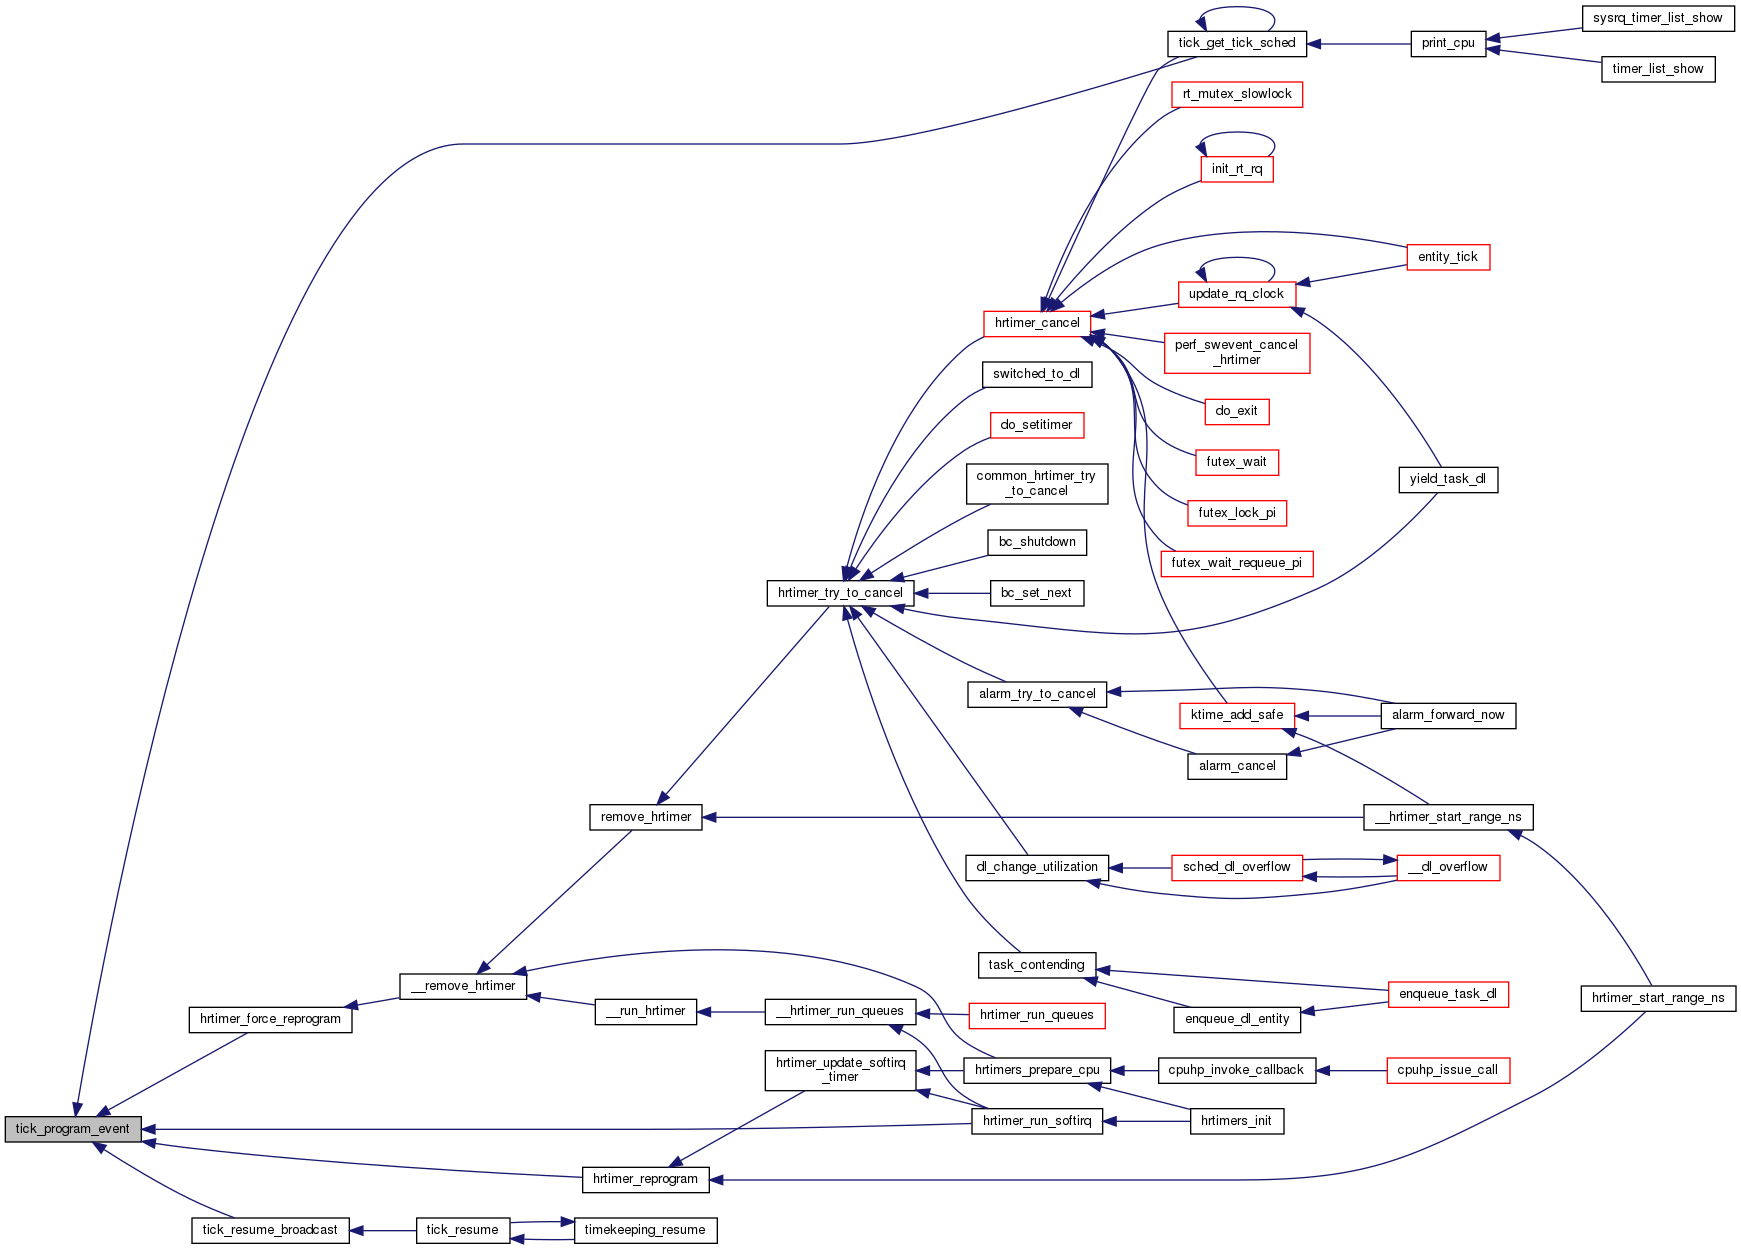 sysrq_timer_list_show
tick_get_tick_sched
print_cpu
timer_list_show
rt_mutex_slowlock
init_rt_rq
entity_tick
update_rq_clock
hrtimer_cancel
perf_swevent_cancel
_hrtimer
switched_to_dl
do_exit
do_setitimer
futex_wait
common_hrtimer_try
_to_cancel
yield_task_dl
futex_lock_pi
bc_shutdown
futex_wait_requeue_pi
hrtimer_try_to_cancel
bc_set_next
alarm_try_to_cancel
ktime_add_safe
alarm_forward_now
alarm_cancel
remove_hrtimer
__hrtimer_start_range_ns
dl_change_utilization
sched_dl_overflow
__dl_overflow
task_contending
__remove_hrtimer
enqueue_task_dl
hrtimer_start_range_ns
hrtimer_force_reprogram
__run_hrtimer
__hrtimer_run_queues
hrtimer_run_queues
enqueue_dl_entity
hrtimer_update_softirq
_timer
hrtimers_prepare_cpu
cpuhp_invoke_callback
cpuhp_issue_call
tick_program_event
hrtimer_run_softirq
hrtimers_init
hrtimer_reprogram
tick_resume_broadcast
tick_resume
timekeeping_resume